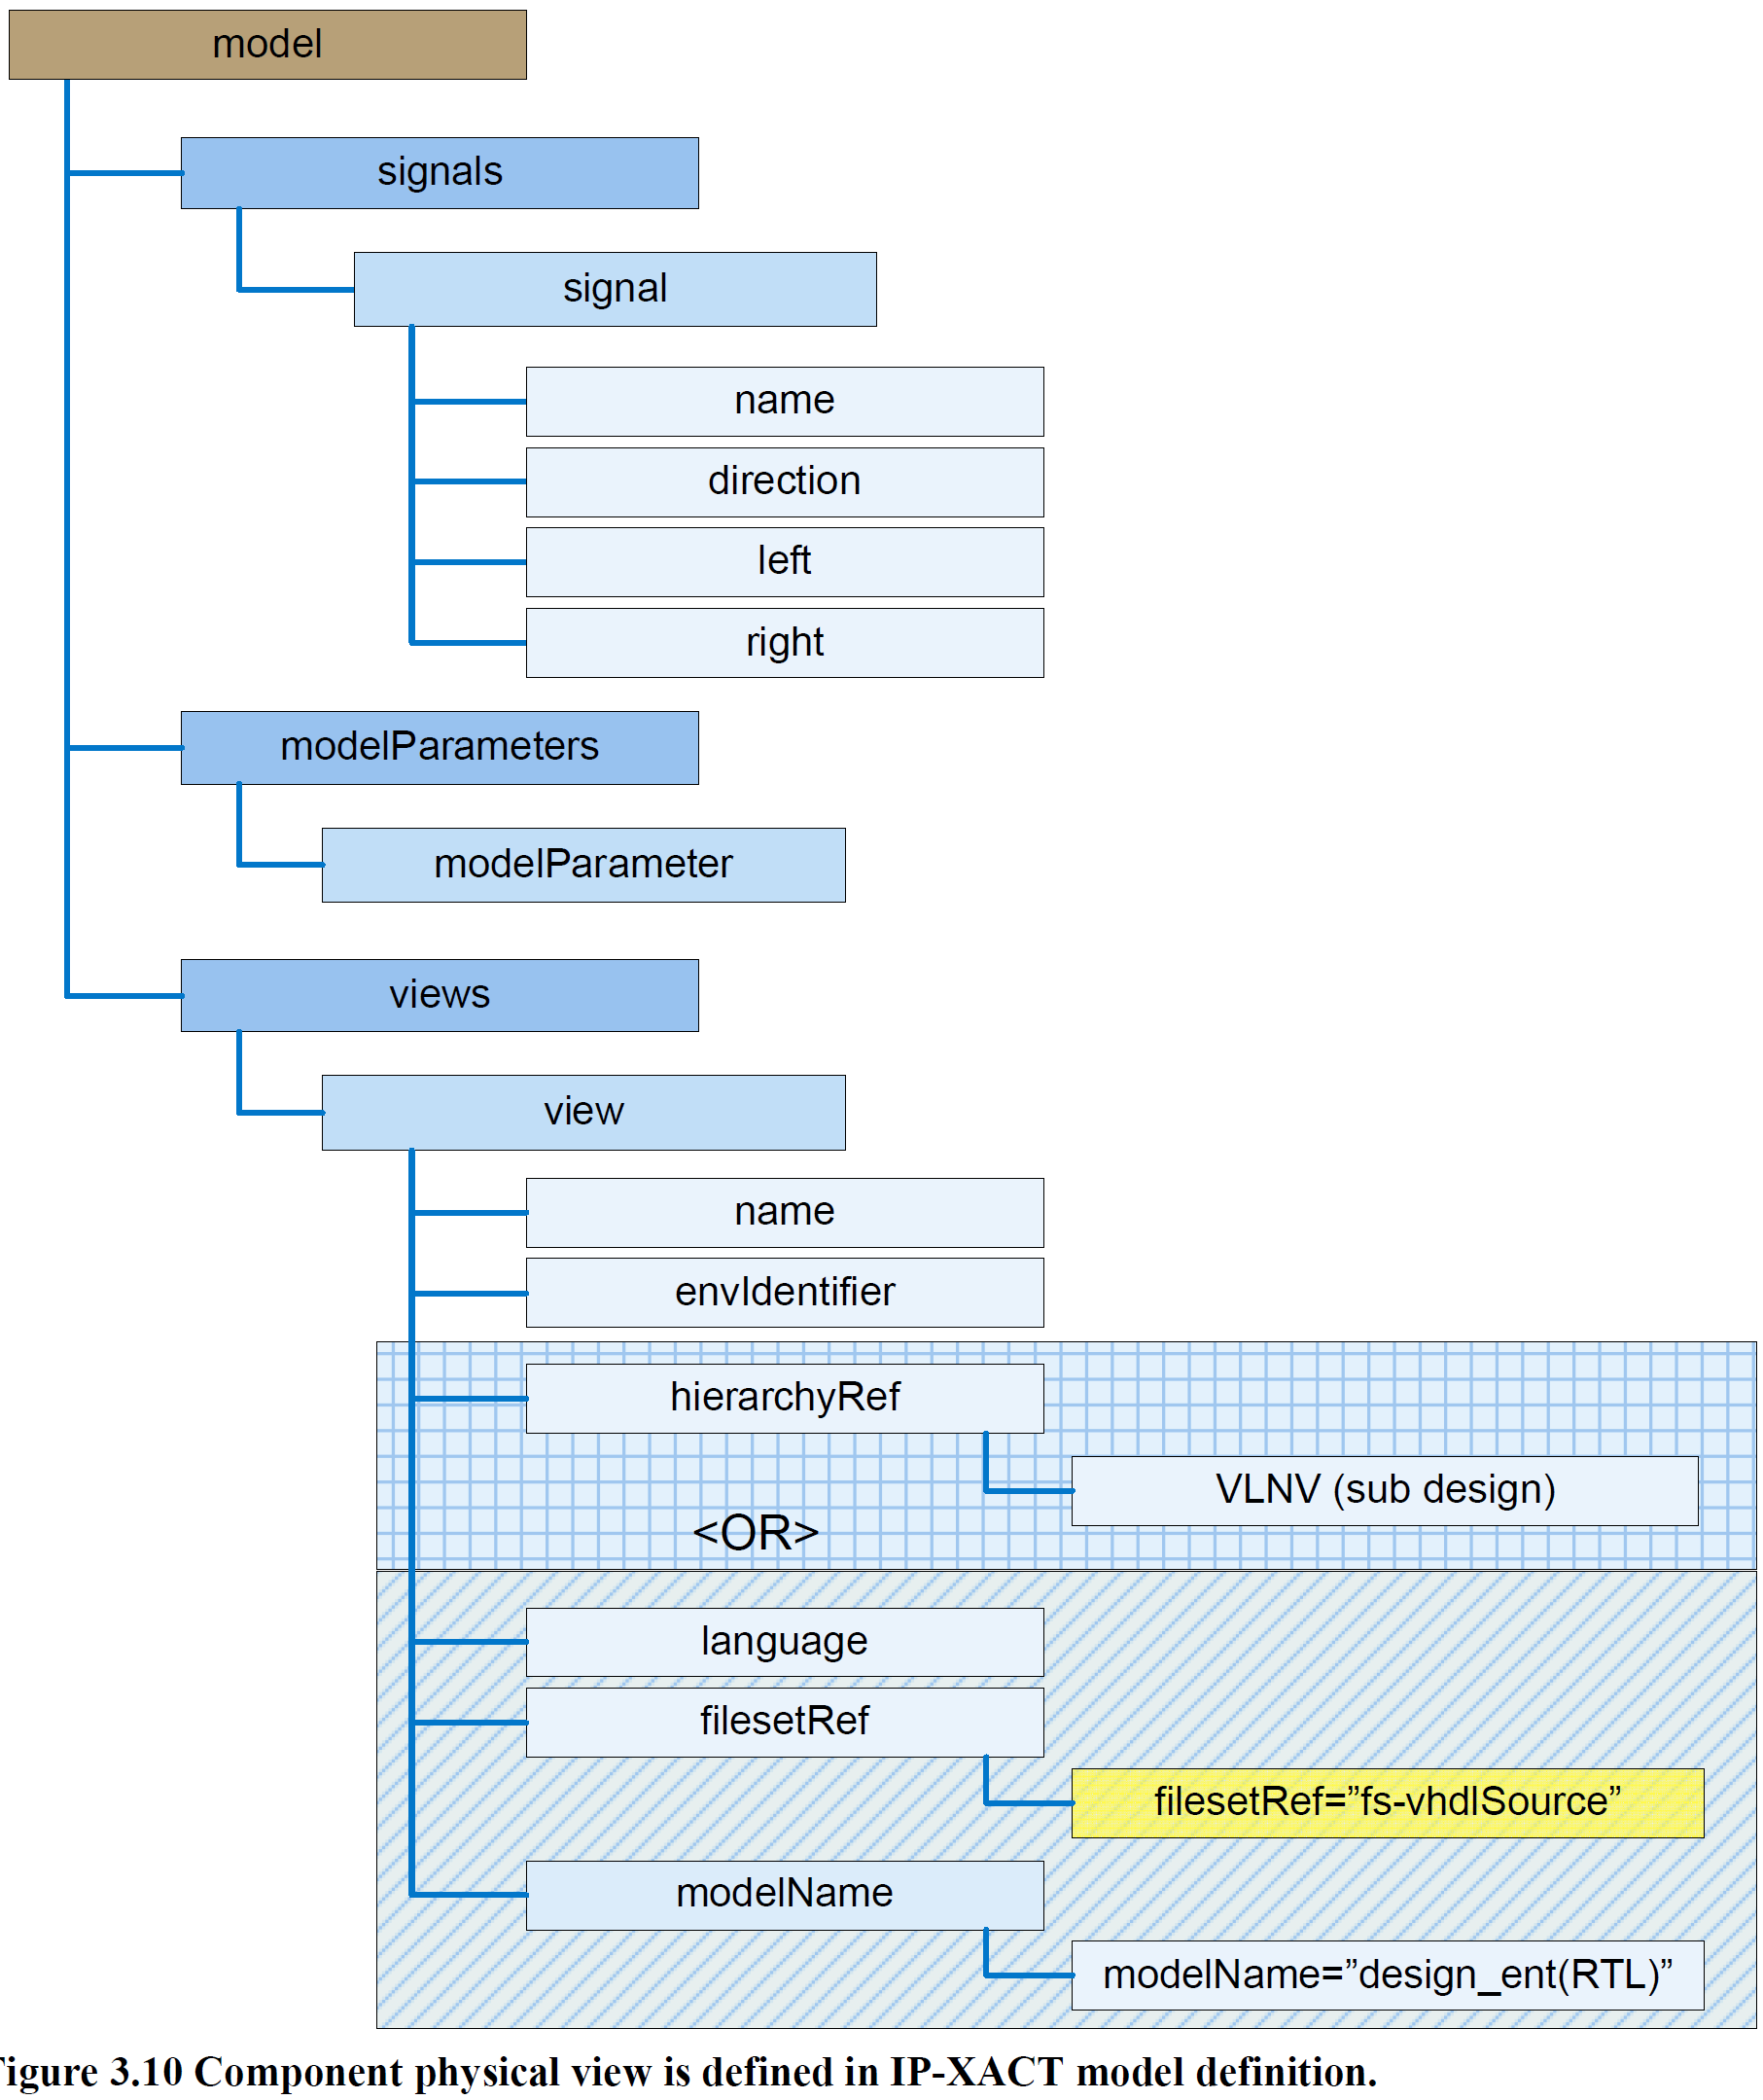 model
signals
signal
name
direction
left
right
modelParameters
modelParameter
views
view
name
envIdentifier
hierarchyRef
VLNV (sub design)
<OR>
language
filesetRef
filesetRef=”fs-vhdlSource”
modelName
modelName=”design_ent(RTL)”
Figure 3.10 Component physical view is defined in IP-XACT model definition.